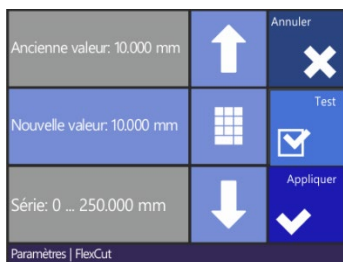 Ancienne valeur: 10.000 mm
Annuler
Nouvelle valeur: 10.000 mm
Test
Série: 0 ... 250.000 mm
Appliquer
Paramètres | FlexCut